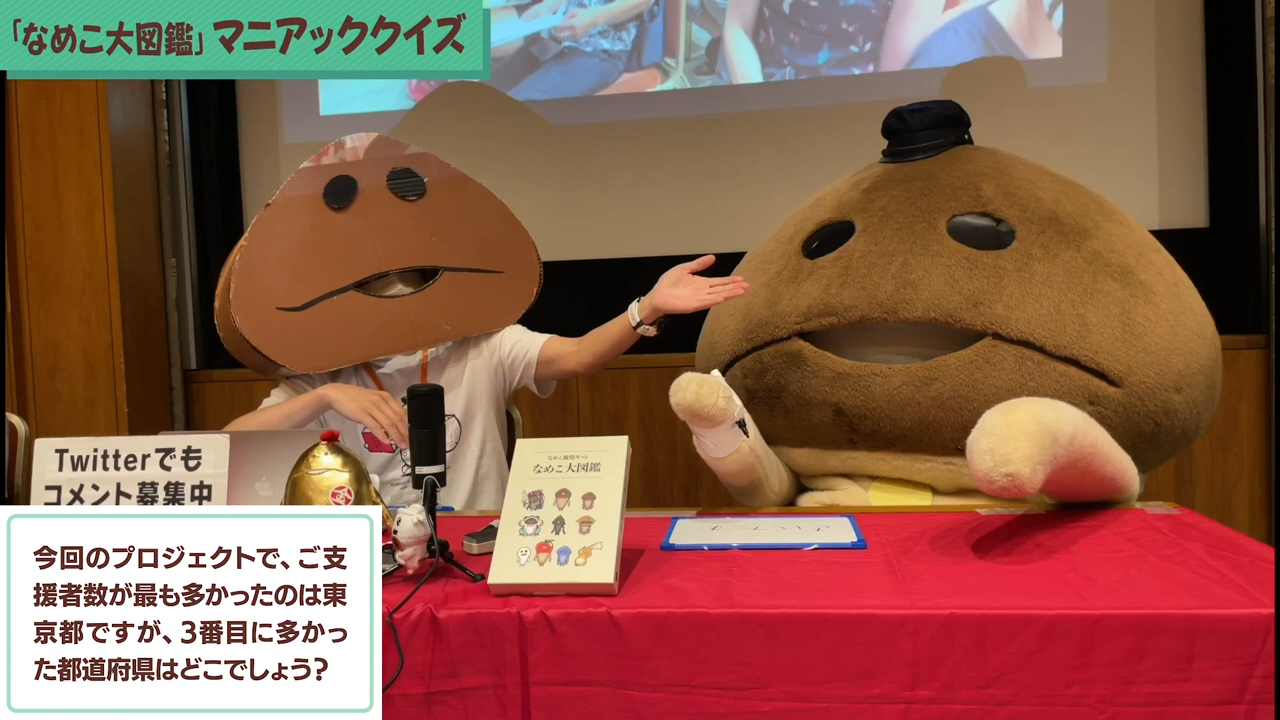 「なめこ大図鑑」マニアッククイズ
Twitterでも
コメント募集中
なめこ栽培キット
なめこ大図鑑
今回のプロジェクトで、ご支
援者数が最も多かったのは東
京都ですが、3番目に多かっ
た都道府県はどこでしょう?